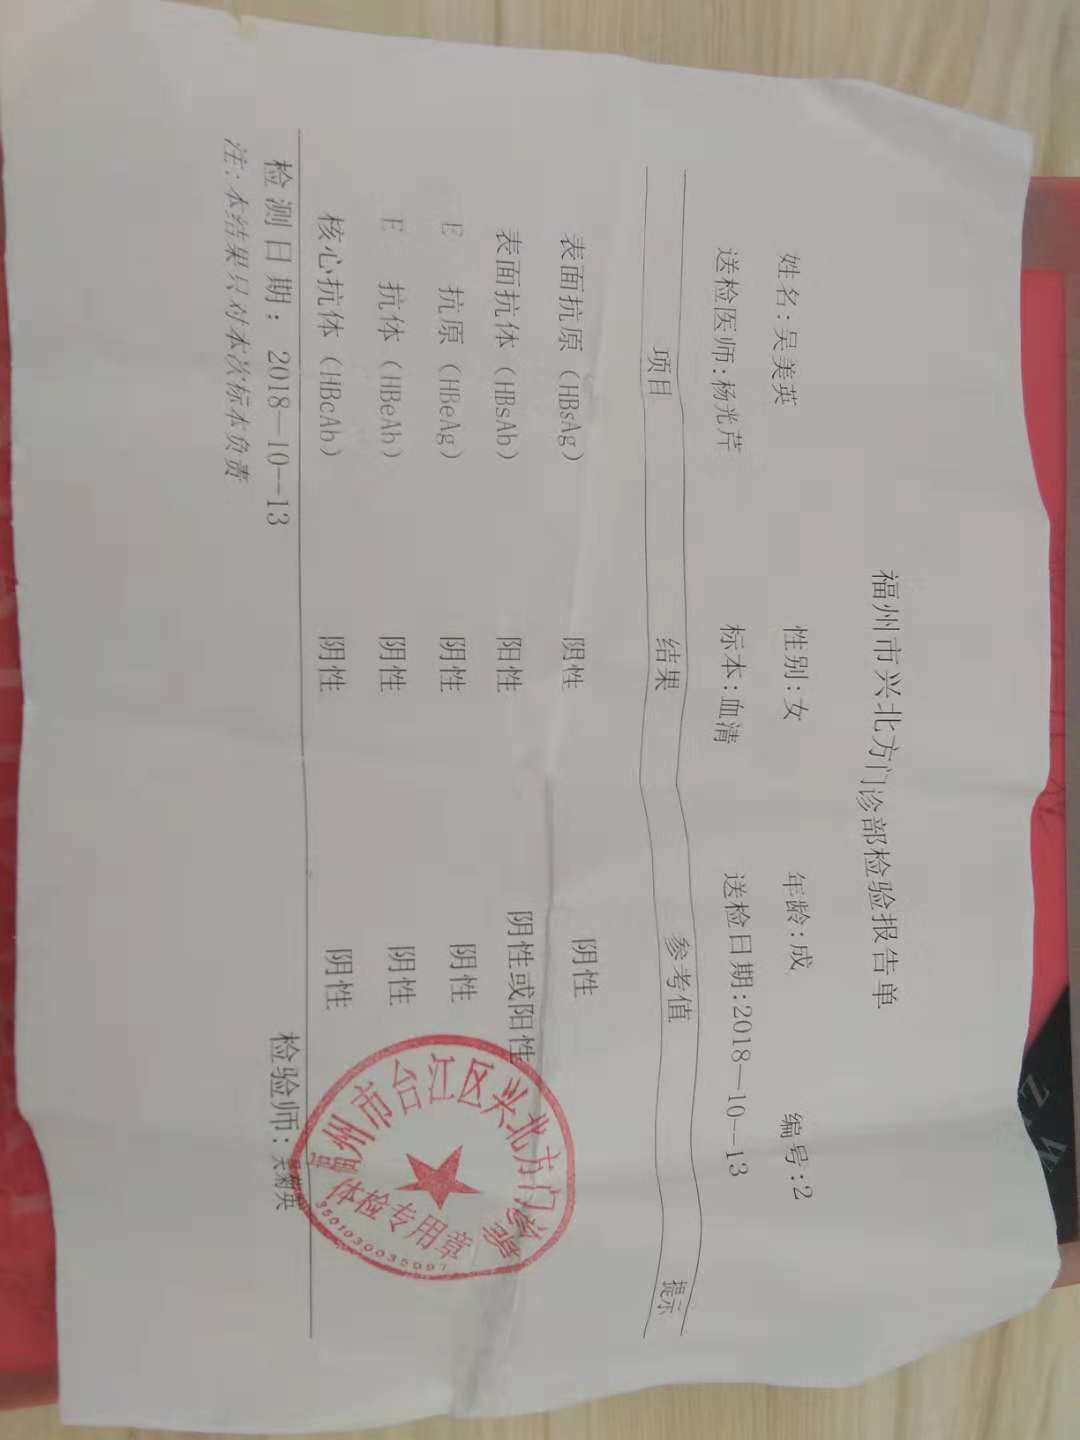 福州市兴北方门诊部检验报告单
姓名:吴美英 性别:女 年龄:成 编号:2
送检医师:杨光芹 标本:血清 送检日期:2018—10—13
项目 结果 参考值 提示
表面抗原（HBsAg） 阴性 阴性
表面抗体（HBsAb） 阳性 阴性或阳性
E 抗原（HBeAg） 阴性 阴性
E 抗体（HBeAb） 阴性 阴性
核心抗体（HBcAb） 阴性 阴性
检测日期：2018—10—13 检验师：
注:本结果只对本次标本负责
福州市台江区兴北方门诊部
体检专用章